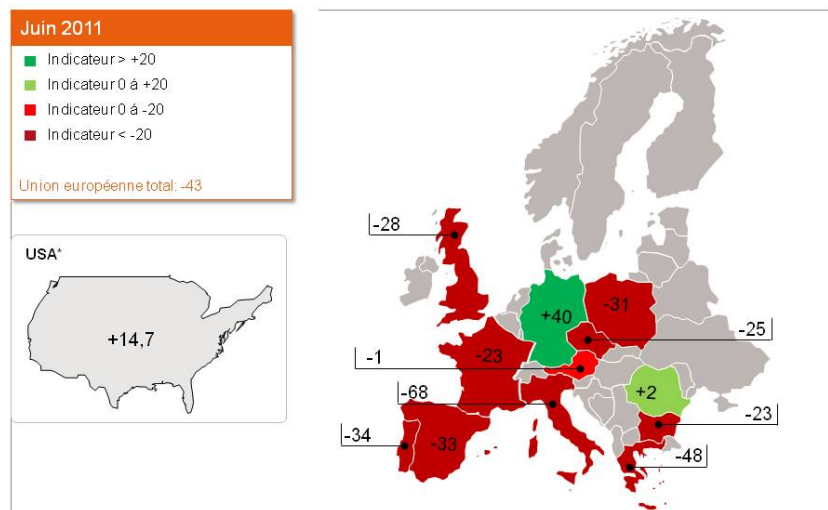 Juin 2011
Indicateur > +20
Indicateur 0 á +20
Indicateur 0 á -20
Indicateur < -20
Union européenne total: -43
USA*
+14,7
-28
+40
-31
-25
-23
-1
-68
+2
-23
-34
-33
-48